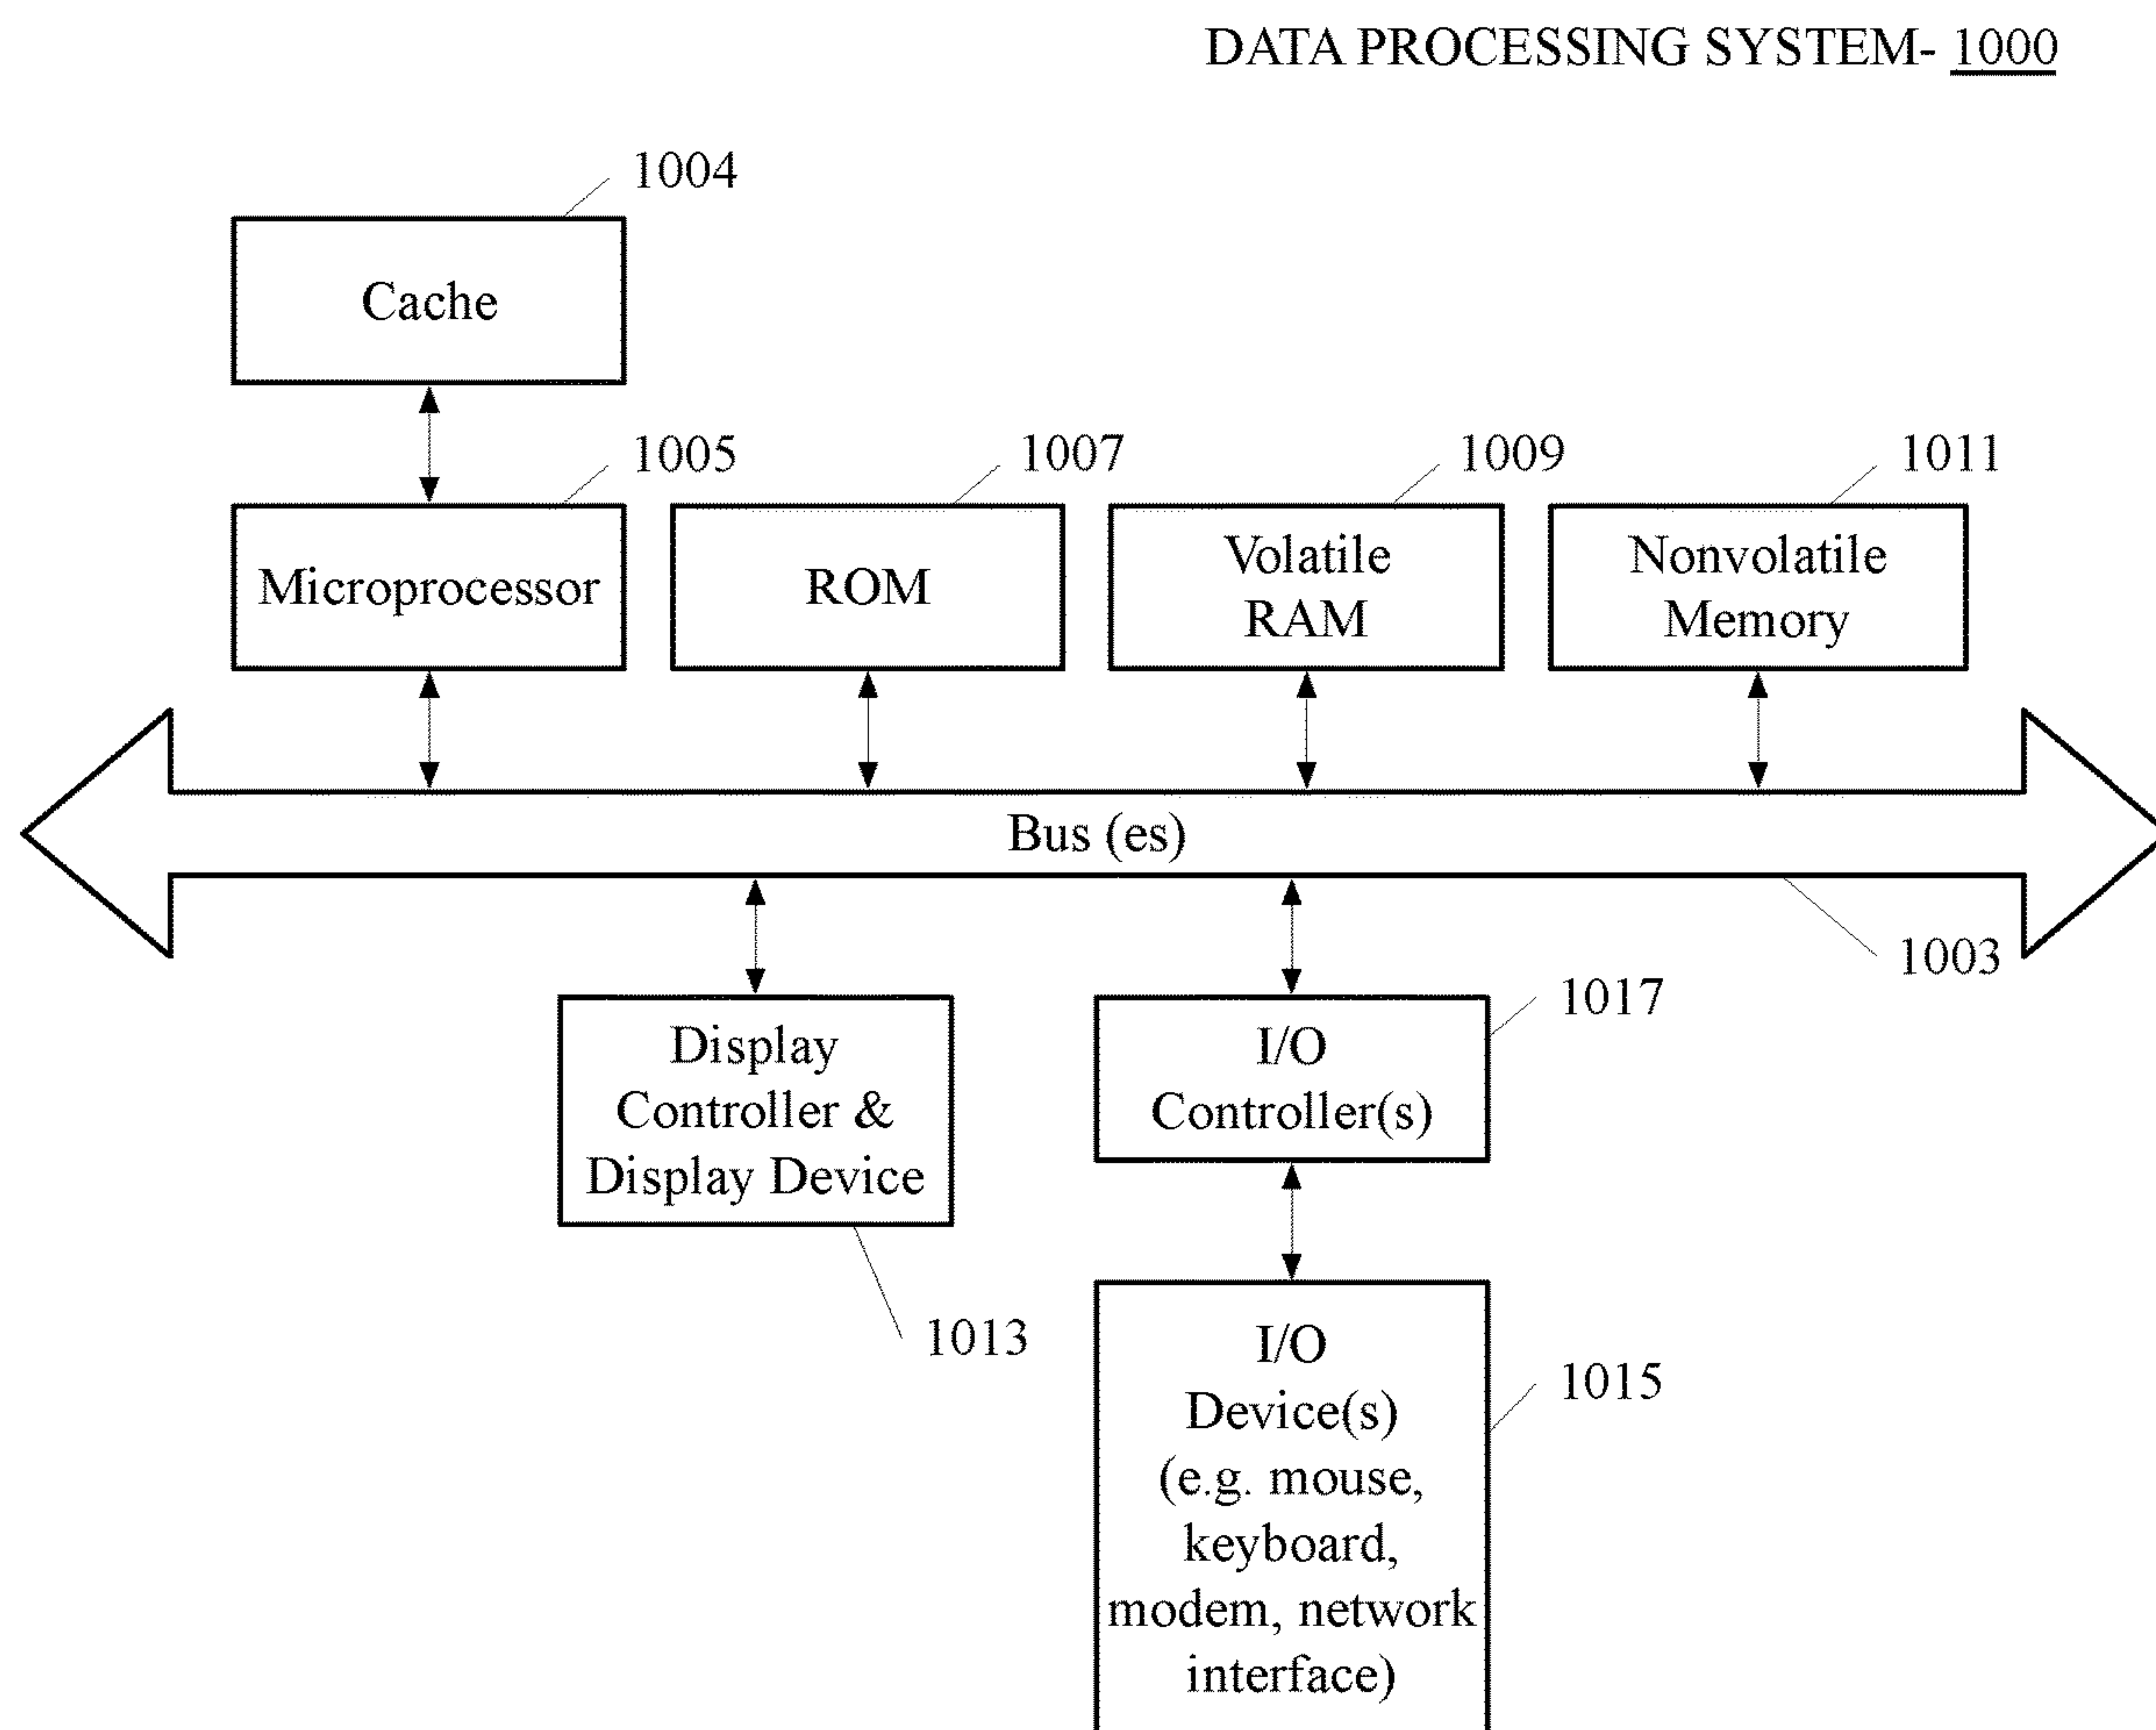 DATA PROCESSING SYSTEM- 1000
1004
Cache
1005
1007
1009
1011
Microprocessor
ROM
Volatile
RAM
Nonvolatile
Memory
Bus (es)
1003
1017
Display
Controller &
Display Device
I/O
Controller(s)
1013
1015
I/O
Device(s)
(e.g. mouse,
keyboard,
modem, network
interface)